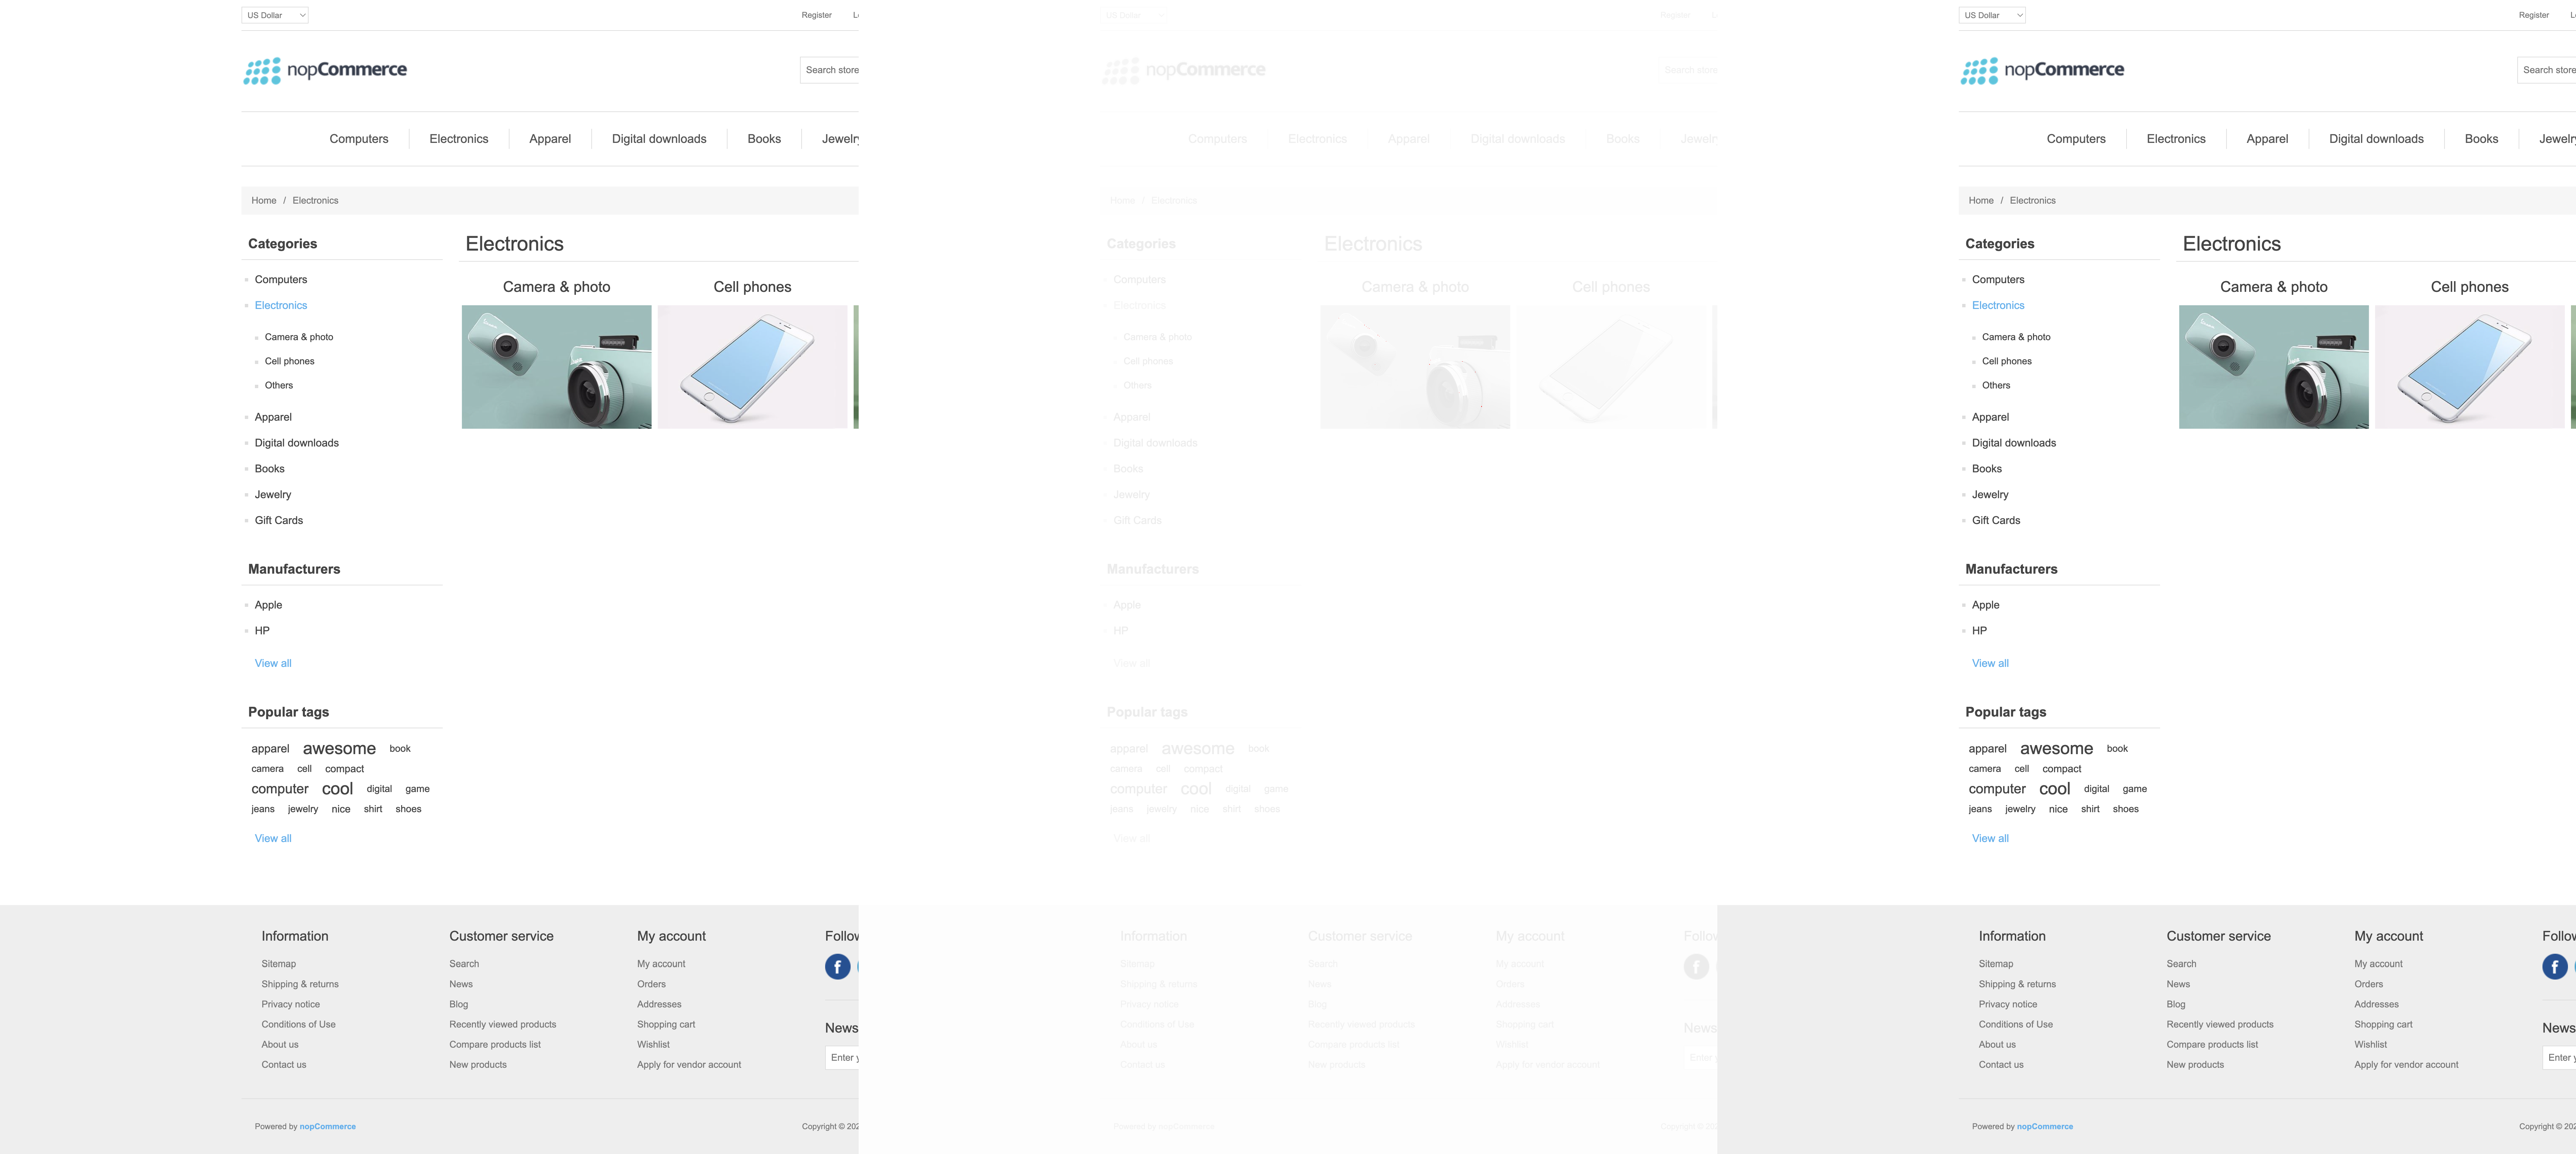 US Dollar Register L
nopCommerce Search store
Computers Electronics Apparel Digital downloads Books Jewelry
Home / Electronics
Categories
Computers
Electronics
Camera & photo
Cell phones
Others
Apparel
Digital downloads
Books
Jewelry
Gift Cards
Manufacturers
Apple
HP
View all
Popular tags
apparel awesome book
camera cell compact
computer cool digital game
jeans jewelry nice shirt shoes
View all
Electronics
Camera & photo Cell phones
Information
Sitemap
Shipping & returns
Privacy notice
Conditions of Use
About us
Contact us
Customer service
Search
News
Blog
Recently viewed products
Compare products list
New products
My account
My account
Orders
Addresses
Shopping cart
Wishlist
Apply for vendor account
Follow
News
Enter y
Powered by nopCommerce Copyright © 202
US Dollar Register L
nopCommerce Search store
Computers Electronics Apparel Digital downloads Books Jewelry
Home / Electronics
Categories
Computers
Electronics
Camera & photo
Cell phones
Others
Apparel
Digital downloads
Books
Jewelry
Gift Cards
Manufacturers
Apple
HP
View all
Popular tags
apparel awesome book
camera cell compact
computer cool digital game
jeans jewelry nice shirt shoes
View all
Electronics
Camera & photo Cell phones
Information
Sitemap
Shipping & returns
Privacy notice
Conditions of Use
About us
Contact us
Customer service
Search
News
Blog
Recently viewed products
Compare products list
New products
My account
My account
Orders
Addresses
Shopping cart
Wishlist
Apply for vendor account
Follow
News
Enter
Powered by nopCommerce Copyright © 202
US Dollar Register L
nopCommerce Search store
Computers Electronics Apparel Digital downloads Books Jewelry
Home / Electronics
Categories
Computers
Electronics
Camera & photo
Cell phones
Others
Apparel
Digital downloads
Books
Jewelry
Gift Cards
Manufacturers
Apple
HP
View all
Popular tags
apparel awesome book
camera cell compact
computer cool digital game
jeans jewelry nice shirt shoes
View all
Electronics
Camera & photo Cell phones
Information
Sitemap
Shipping & returns
Privacy notice
Conditions of Use
About us
Contact us
Customer service
Search
News
Blog
Recently viewed products
Compare products list
New products
My account
My account
Orders
Addresses
Shopping cart
Wishlist
Apply for vendor account
Follow
News
Enter y
Powered by nopCommerce Copyright © 202